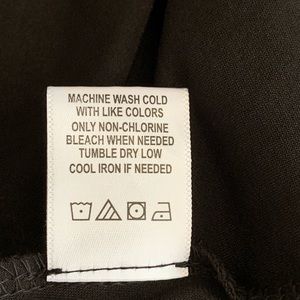 MACHINE WASH COLD
WITH LIKE COLORS
ONLY NON-CHLORINE
BLEACH WHEN NEEDED
TUMBLE DRY LOW
COOL IRON IF NEEDED